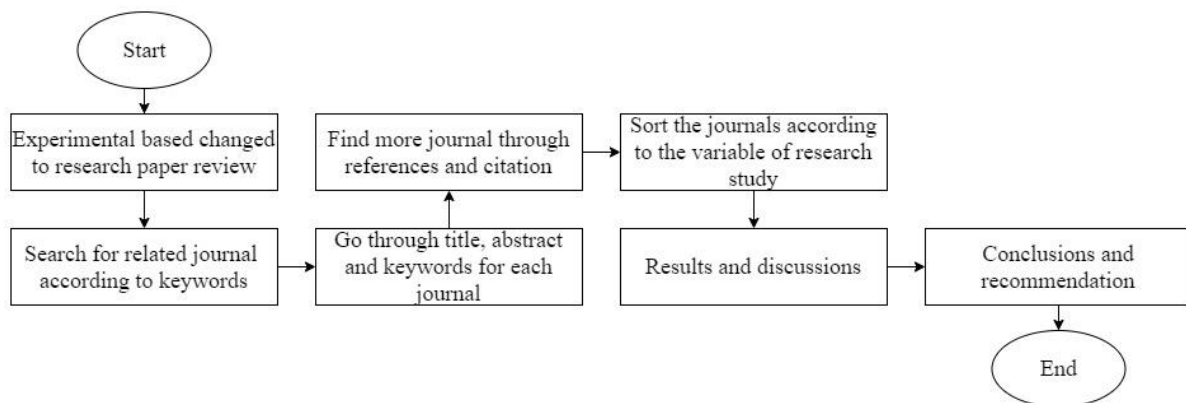 Start
Experimental based changed
to research paper review
Search for related journal
according to keywords
Go through title, abstract
and keywords for each
journal
Find more journal through
references and citation
Sort the journals according
to the variable of research
study
Results and discussions
Conclusions and
recommendation
End